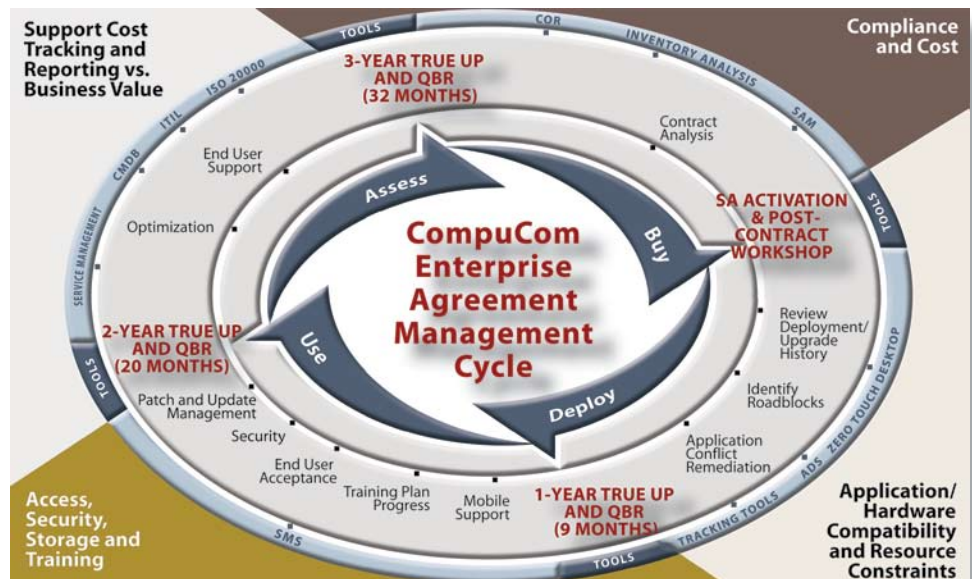 Support Cost
Tracking and
Reporting vs.
Business Value
Compliance
and Cost
TOOLS
COR
INVENTORY ANALYSIS
SAM
TOOLS
ZERO TOUCH DESKTOP
ADS
TRACKING TOOLS
TOOLS
SMS
TOOLS
SERVICE MANAGEMENT
CMDB
ITIL
ISO 20000
3-YEAR TRUE UP
AND QBR
(32 MONTHS)
Contract
Analysis
End User
Support
Optimization
SA ACTIVATION
& POST-
CONTRACT
WORKSHOP
Assess
Buy
Deploy
Use
CompuCom
Enterprise
Agreement
Management
Cycle
Review
Deployment/
Upgrade
History
Identify
Roadblocks
Application
Conflict
Remediation
2-YEAR TRUE UP
AND QBR
(20 MONTHS)
Patch and Update
Management
Security
End User
Acceptance
Training Plan
Progress
Mobile
Support
1-YEAR TRUE UP
AND QBR
(9 MONTHS)
Access,
Security,
Storage and
Training
Application/
Hardware
Compatibility
and Resource
Constraints